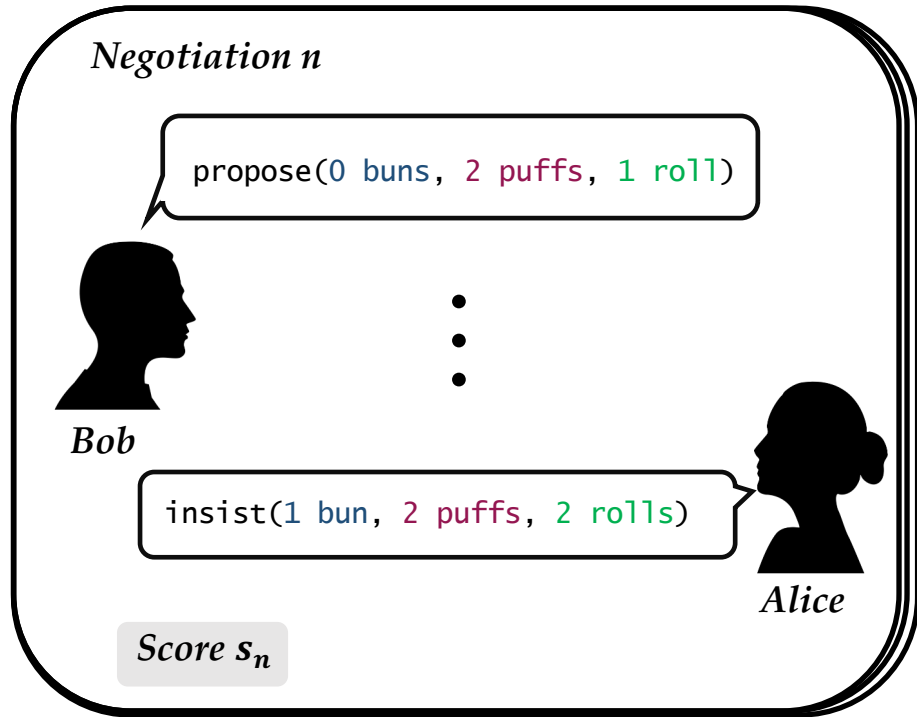 Negotiation n
propose(0 buns, 2 puffs, 1 roll)
Bob
insist(1 bun, 2 puffs, 2 rolls)
Alice
Score sₙ